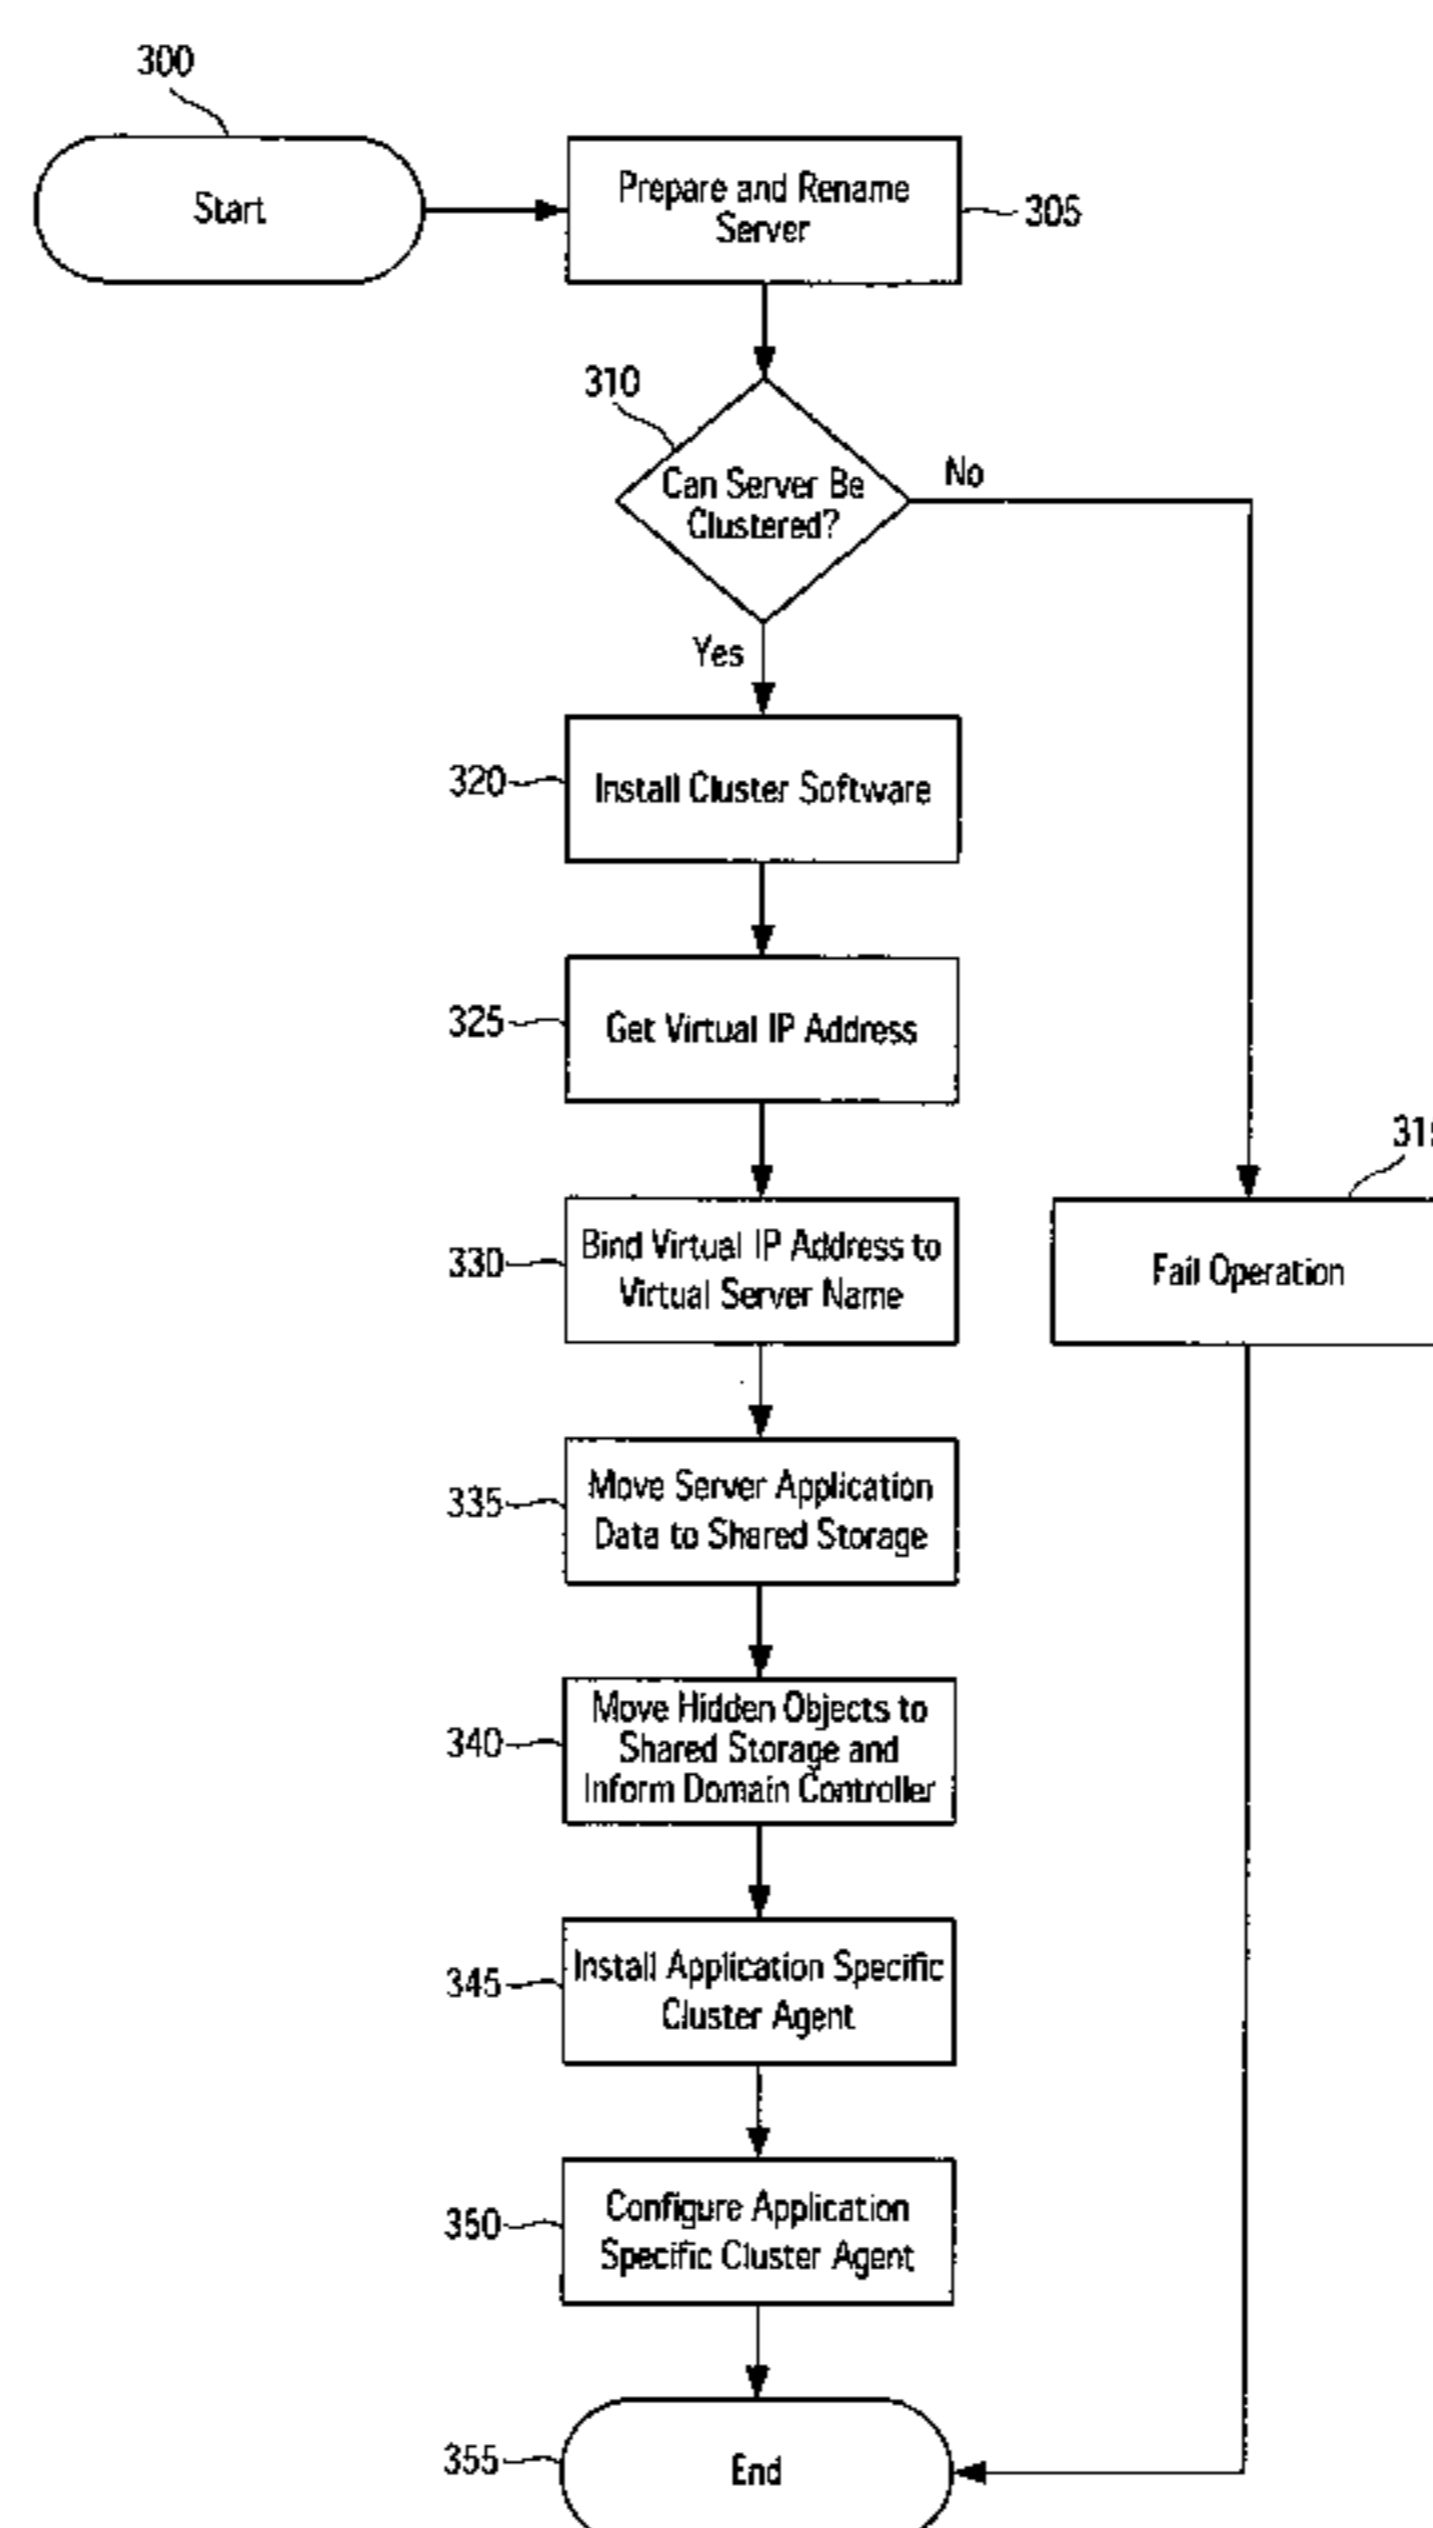 300
Start
Prepare and Rename
Server
305
310
Can Server Be
Clustered?
No
Yes
320
Install Cluster Software
325
Get Virtual IP Address
330
Bind Virtual IP Address to
Virtual Server Name
Fail Operation
335
Move Server Application
Data to Shared Storage
340
Move Hidden Objects to
Shared Storage and
Inform Domain Controller
345
Install Application Specific
Cluster Agent
350
Configure Application
Specific Cluster Agent
355
End